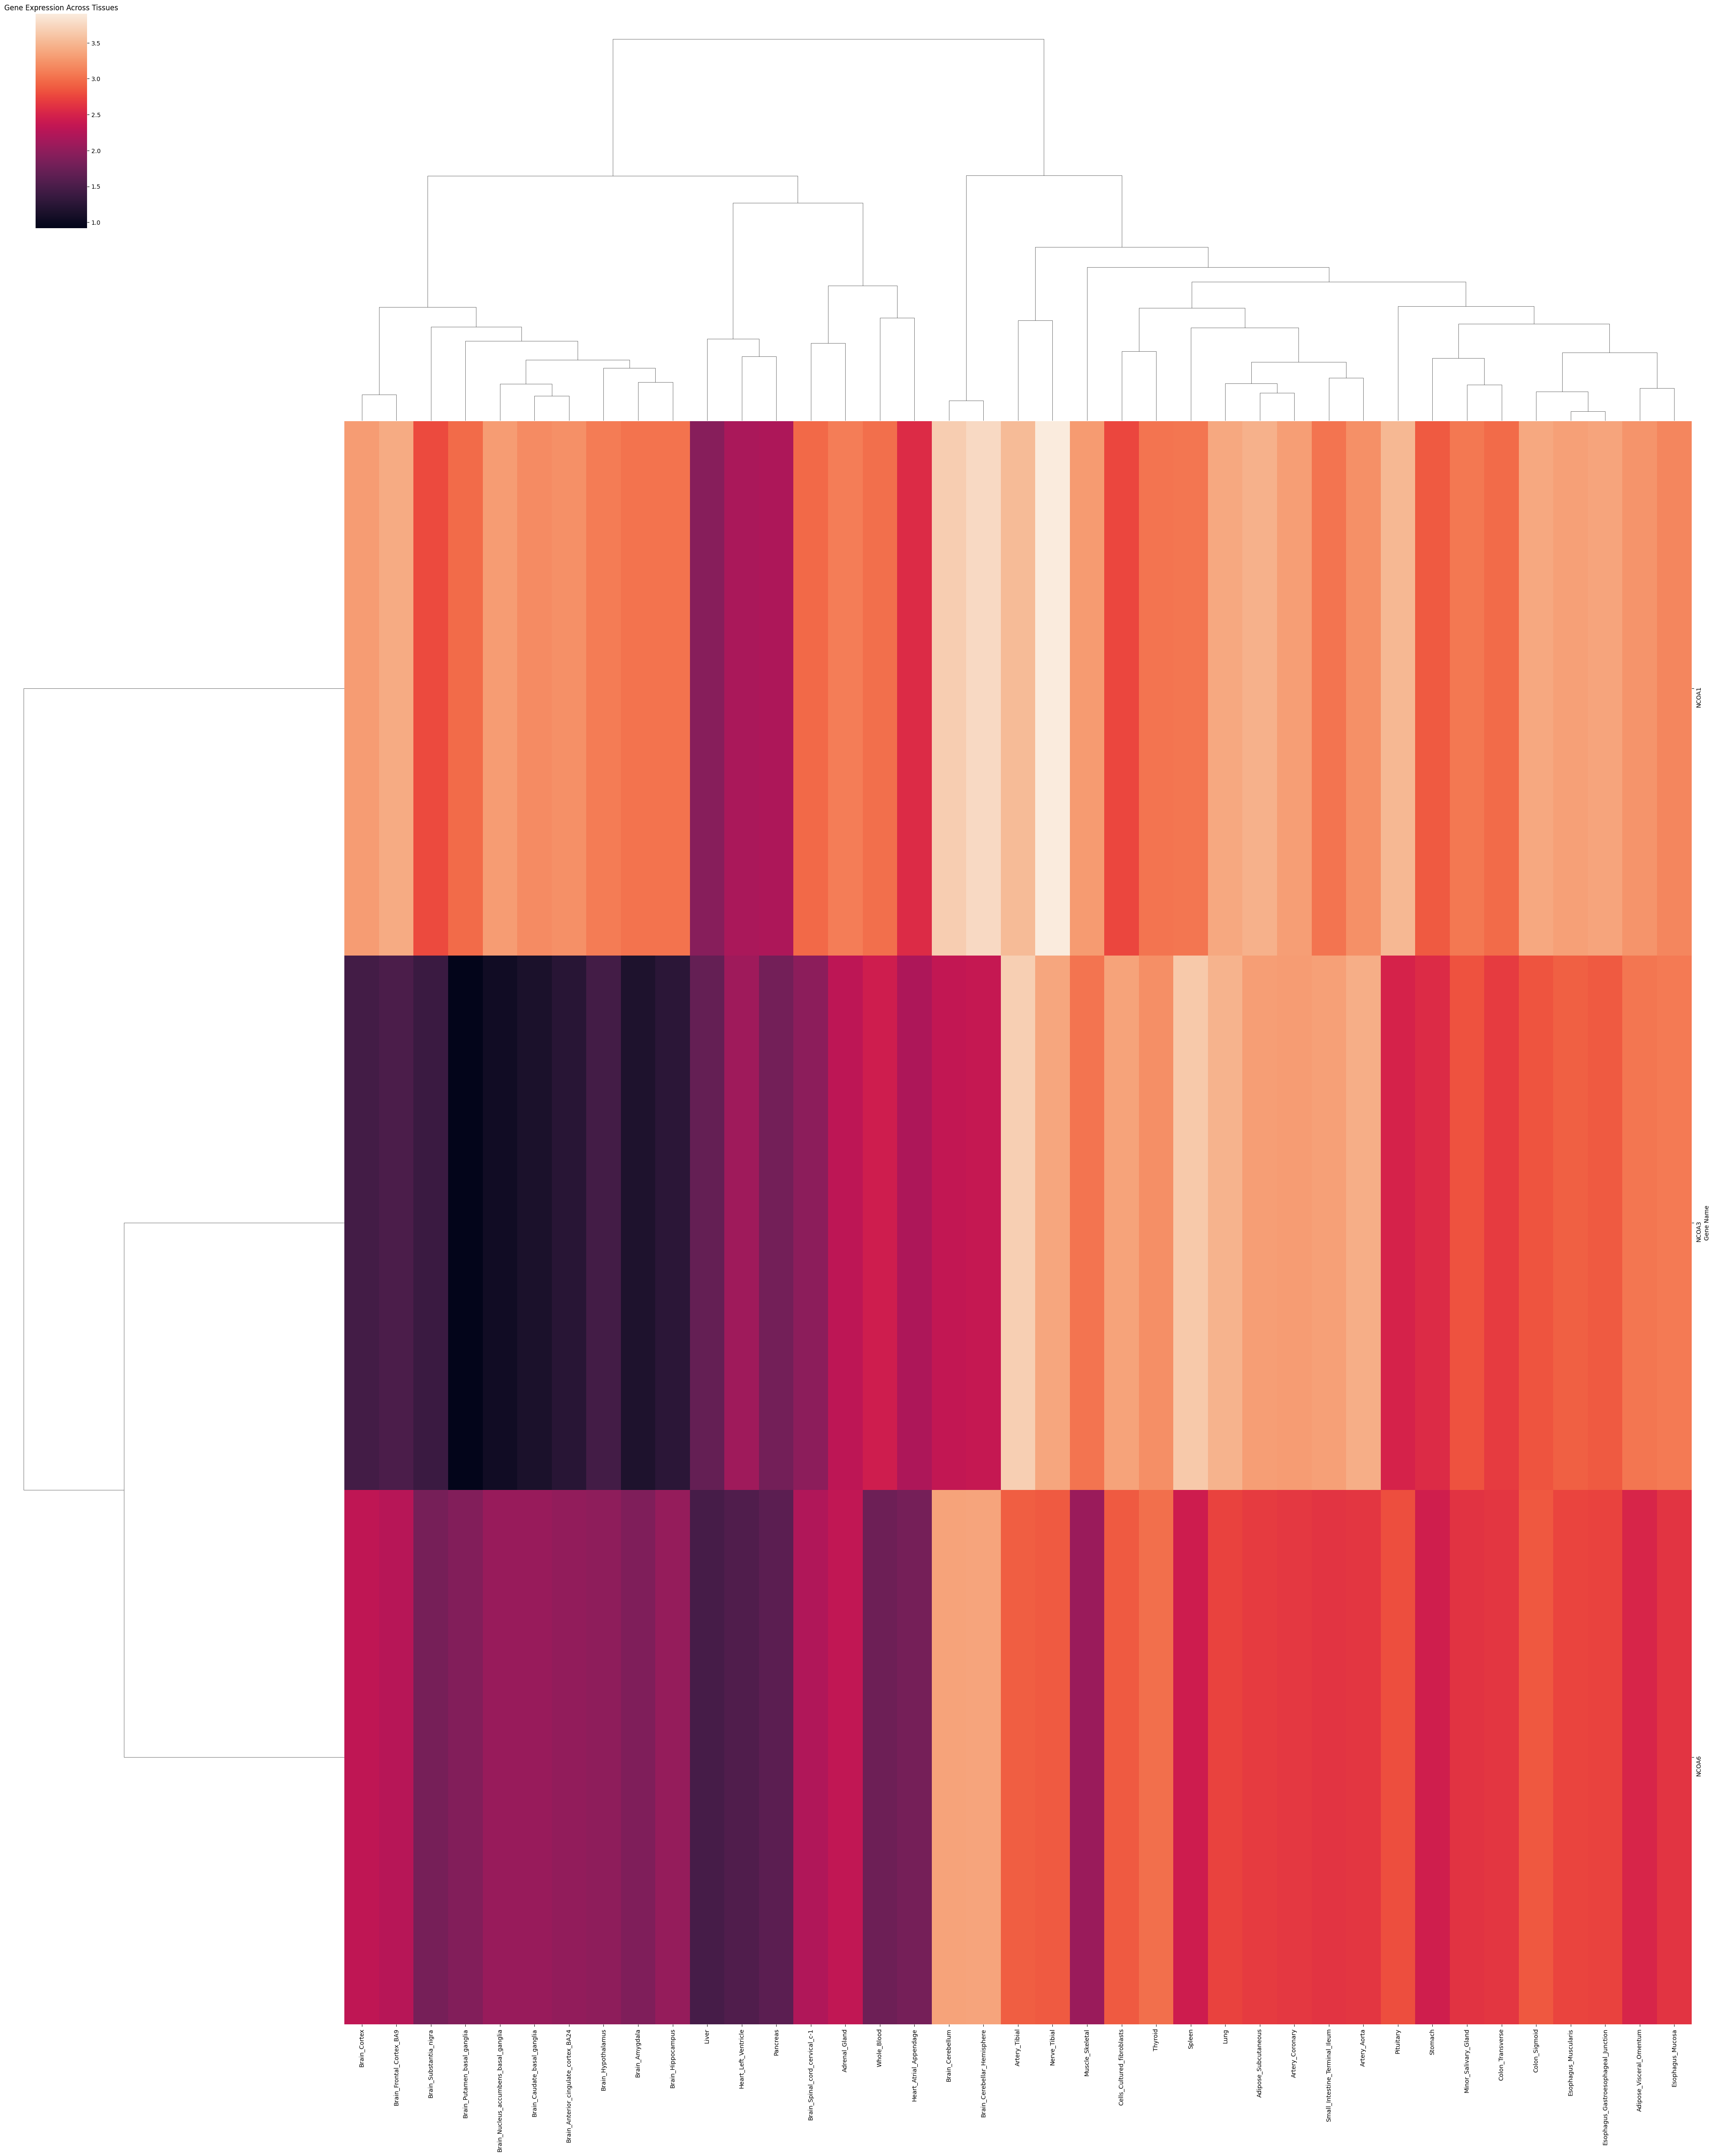 Gene Expression Across Tissues
3.5
3.0
2.5
2.0
1.5
1.0
NCOA1
NCOA3
NCOA6
Gene Name
Brain_Cortex
Brain_Frontal_Cortex_BA9
Brain_Substantia_nigra
Brain_Putamen_basal_ganglia
Brain_Nucleus_accumbens_basal_ganglia
Brain_Caudate_basal_ganglia
Brain_Anterior_cingulate_cortex_BA24
Brain_Hypothalamus
Brain_Amygdala
Brain_Hippocampus
Liver
Heart_Left_Ventricle
Pancreas
Brain_Spinal_cord_cervical_c-1
Adrenal_Gland
Whole_Blood
Heart_Atrial_Appendage
Brain_Cerebellum
Brain_Cerebellar_Hemisphere
Artery_Tibial
Nerve_Tibial
Muscle_Skeletal
Cells_Cultured_fibroblasts
Thyroid
Spleen
Lung
Adipose_Subcutaneous
Artery_Coronary
Small_Intestine_Terminal_Ileum
Artery_Aorta
Pituitary
Stomach
Minor_Salivary_Gland
Colon_Transverse
Colon_Sigmoid
Esophagus_Muscularis
Esophagus_Gastroesophageal_Junction
Adipose_Visceral_Omentum
Esophagus_Mucosa